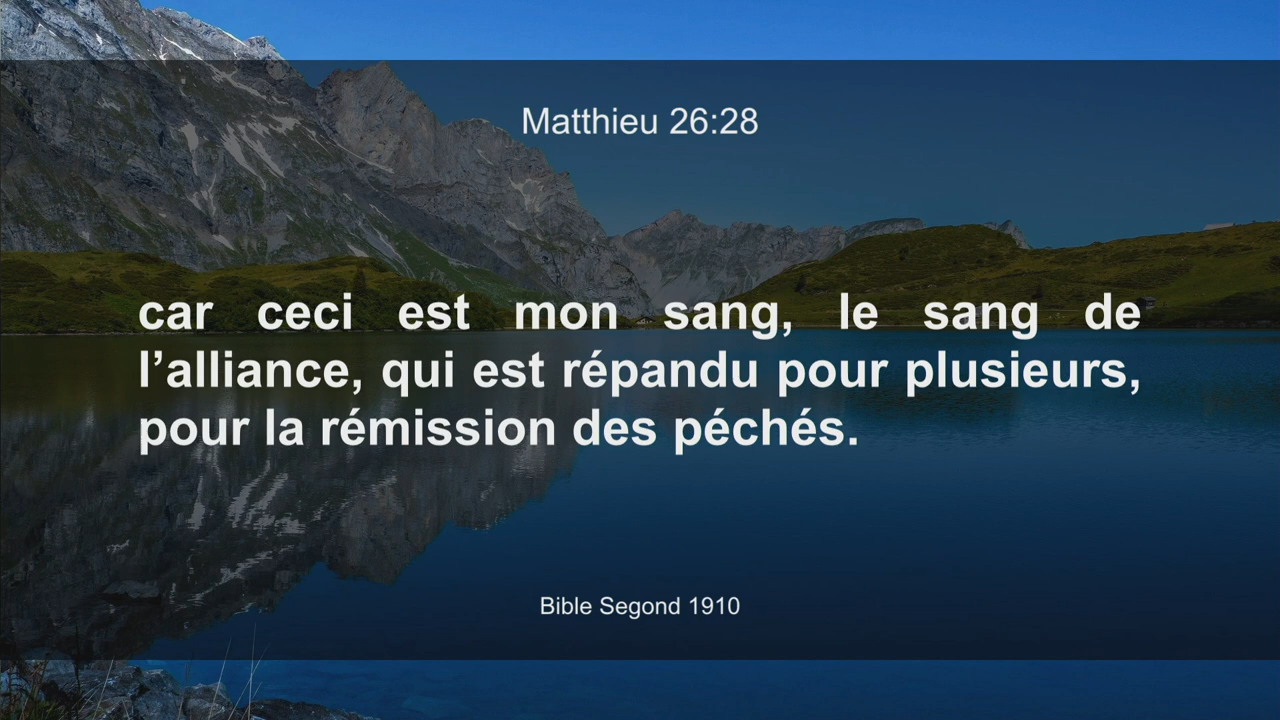 Matthieu 26:28
car ceci est mon sang, le sang de
l’alliance, qui est répandu pour plusieurs,
pour la rémission des péchés.
Bible Segond 1910